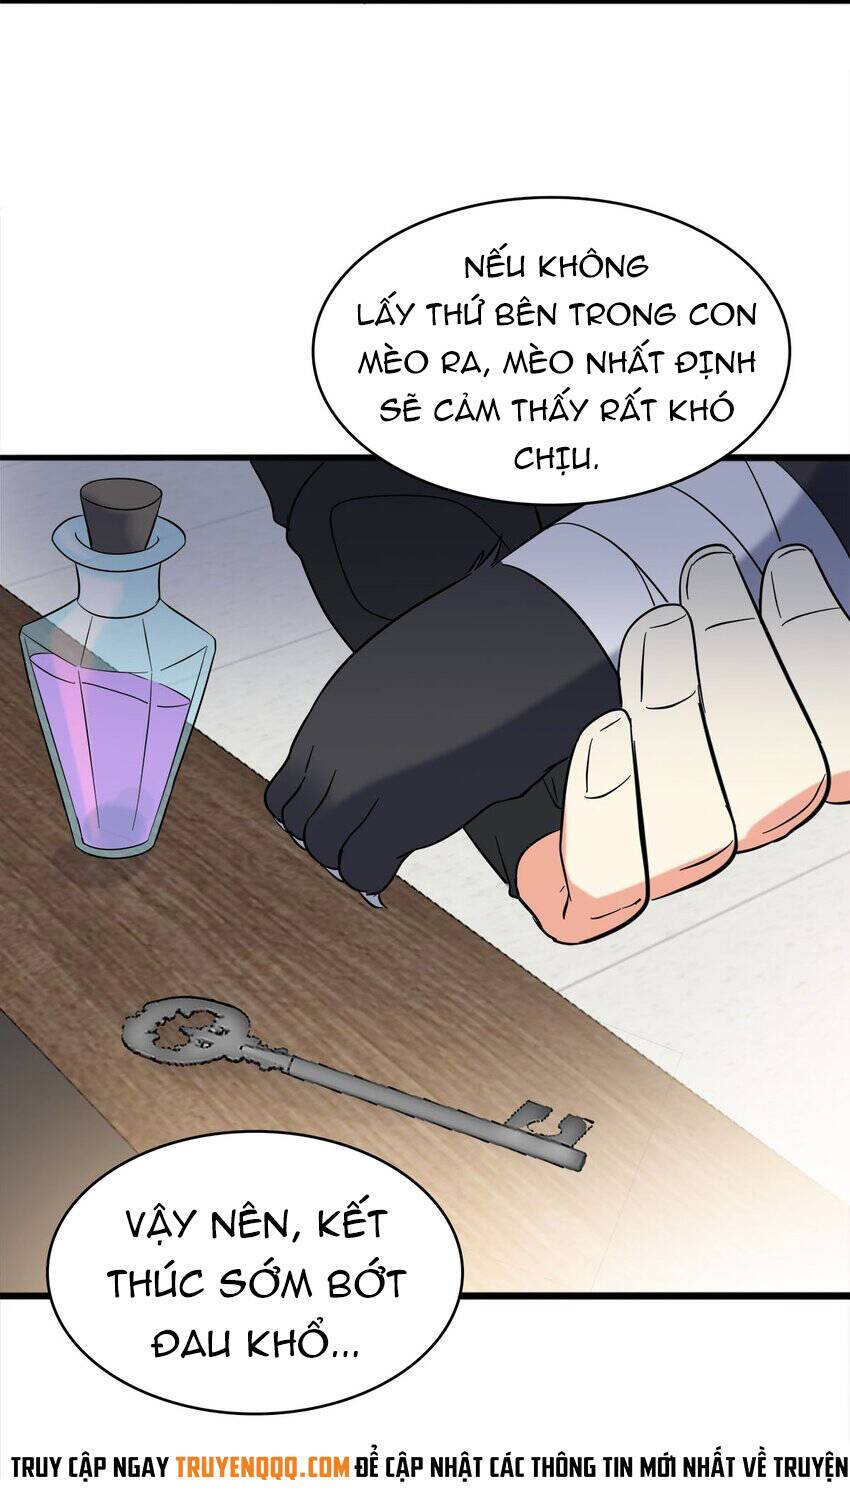 NẾU KHÔNG
LẤY THỨ BÊN TRONG CON
MÈO RA, MÈO NHẤT ĐỊNH
SẼ CẢM THẤY RẤT KHÓ
CHỊU.
VẬY NÊN, KẾT
THÚC SỚM BỚT
ĐAU KHỔ...
TRUY CẬP NGAY TRUYENQQQ.COM ĐỂ CẬP NHẬT CÁC THÔNG TIN MỚI NHẤT VỀ TRUYỆN